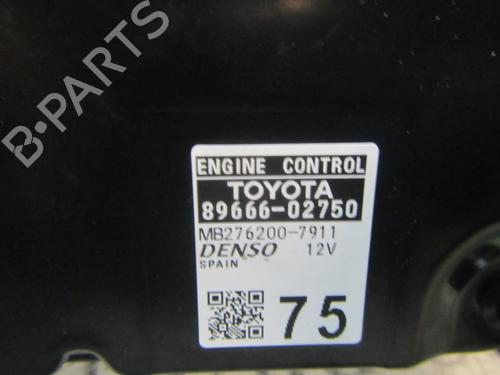 ENGINE CONTROL
TOYOTA
89666-02750
MB276200-7911
DENSO 12V
SPAIN
75
B-PARTS